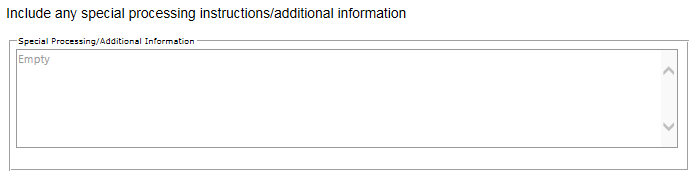 Include any special processing instructions/additional information
Special Processing/Additional Information
Empty